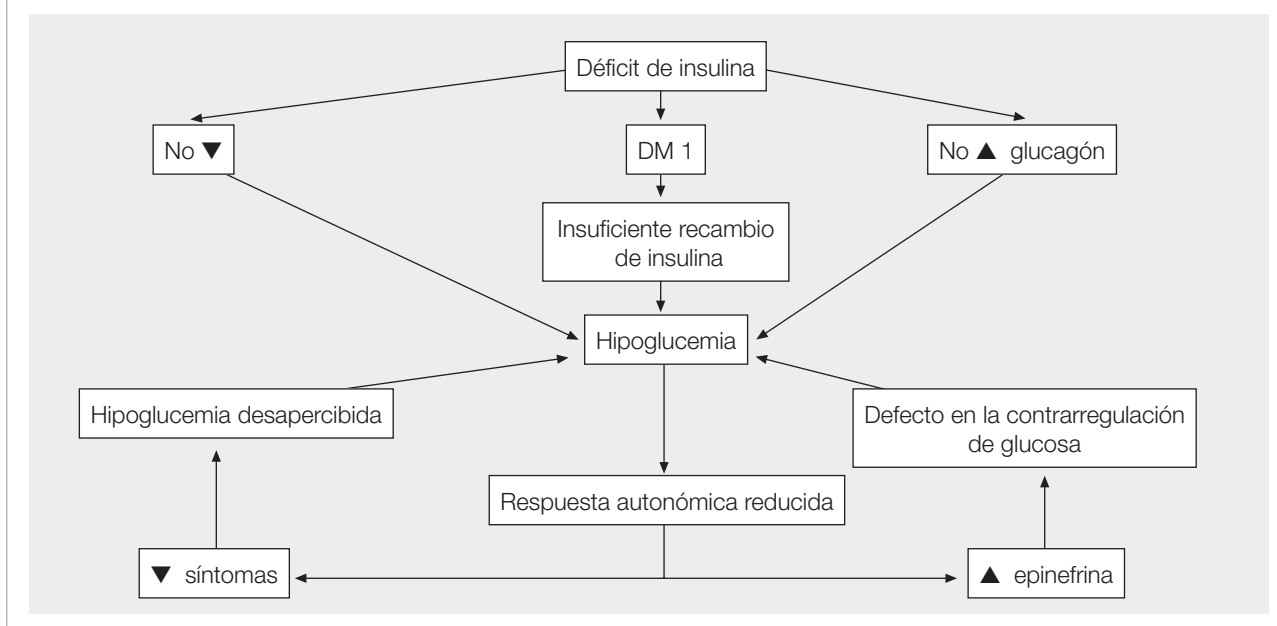 Déficit de insulina
No ▼
DM 1
No ▲ glucagón
Insuficiente recambio
de insulina
Hipoglucemia
Hipoglucemia desapercibida
Defecto en la contrarregulación
de glucosa
Respuesta autonómica reducida
▼ síntomas
▲ epinefrina